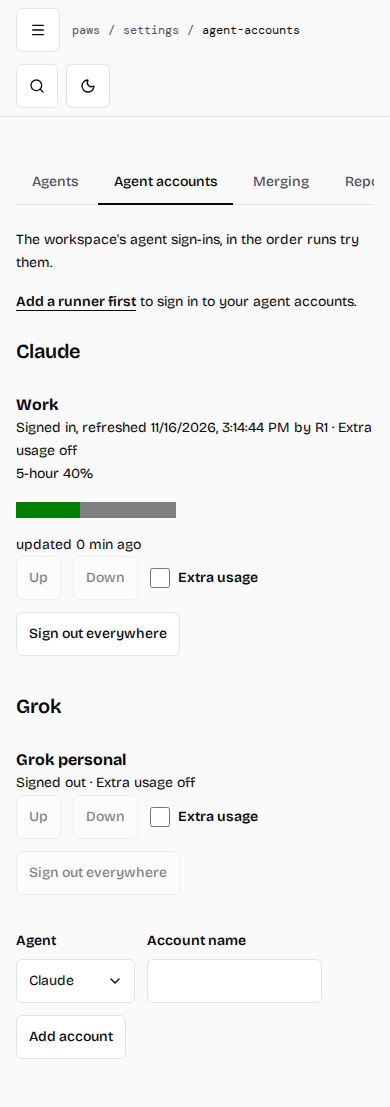 paws / settings / agent-accounts
Agents
Agent accounts
Merging
Repo
The workspace's agent sign-ins, in the order runs try
them.
Add a runner first to sign in to your agent accounts.
Claude
Work
Signed in, refreshed 11/16/2026, 3:14:44 PM by R1 · Extra
usage off
5-hour 40%
updated 0 min ago
Up
Down
Extra usage
Sign out everywhere
Grok
Grok personal
Signed out · Extra usage off
Up
Down
Extra usage
Sign out everywhere
Agent
Account name
Claude
Add account